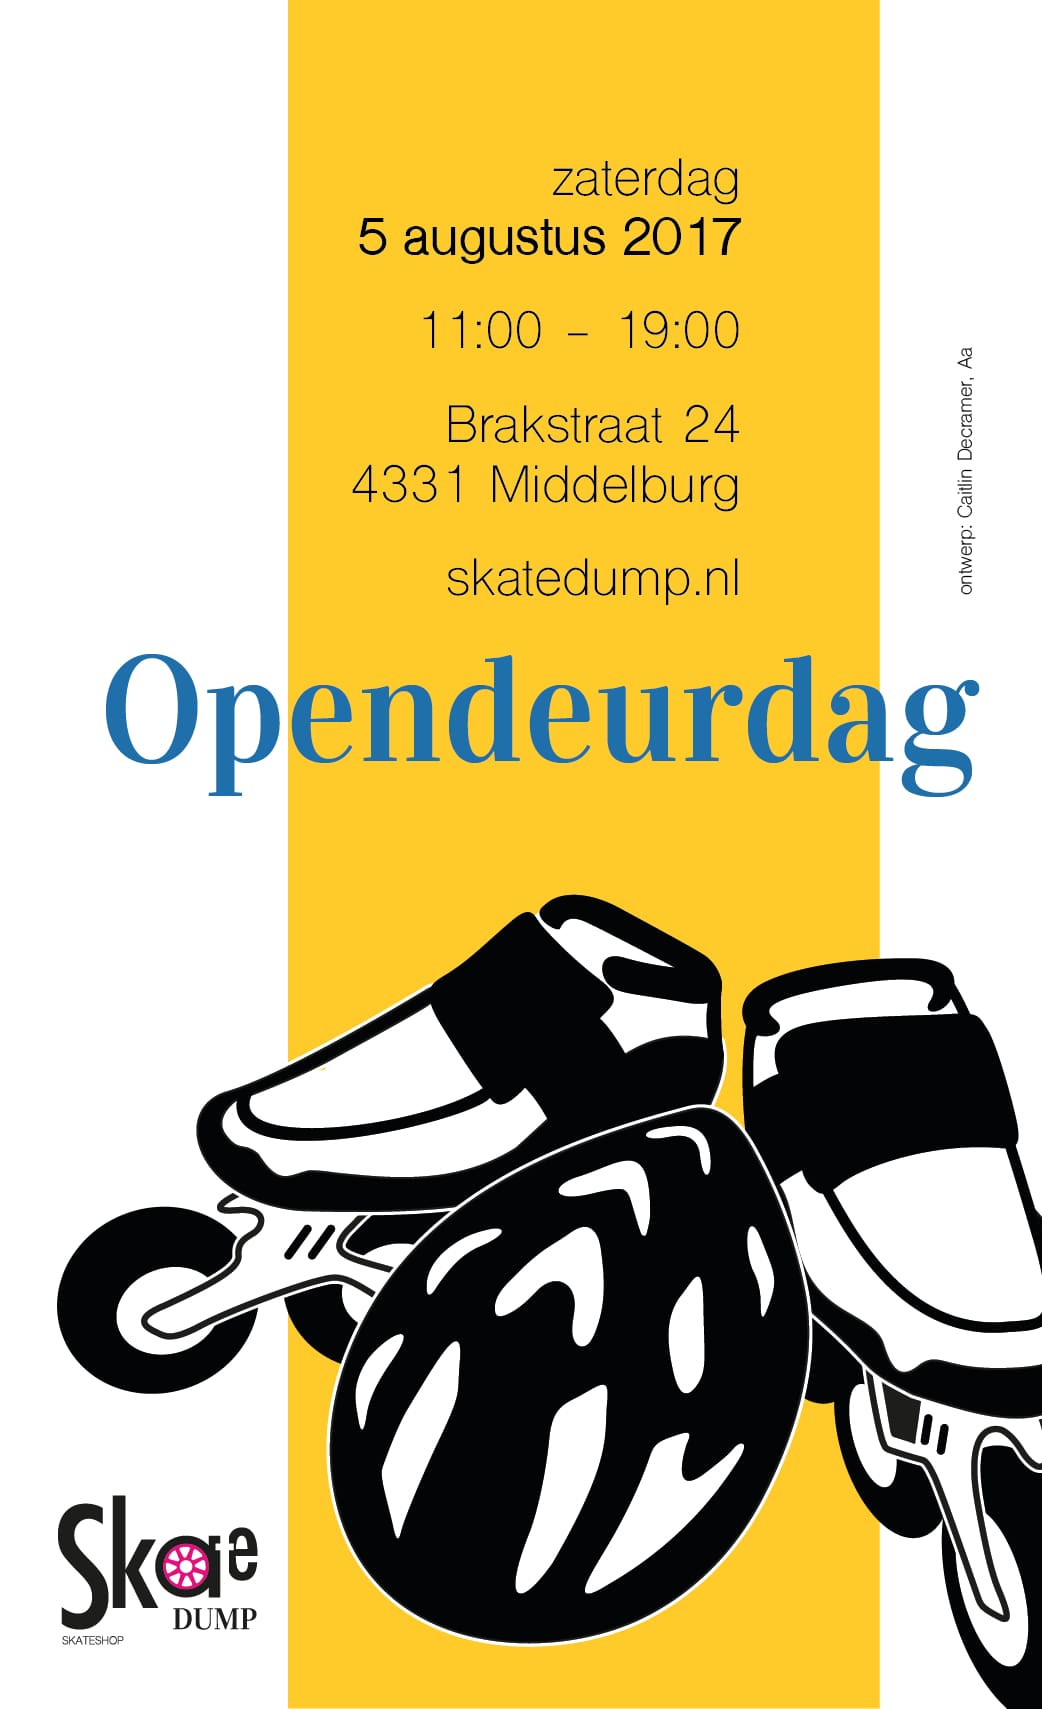 zaterdag
5 augustus 2017
11:00 – 19:00
Brakstraat 24
4331 Middelburg
skatedump.nl
ontwerp: Caitlin Decramer, Aa
Opendeurdag
Skate
DUMP
SKATESHOP